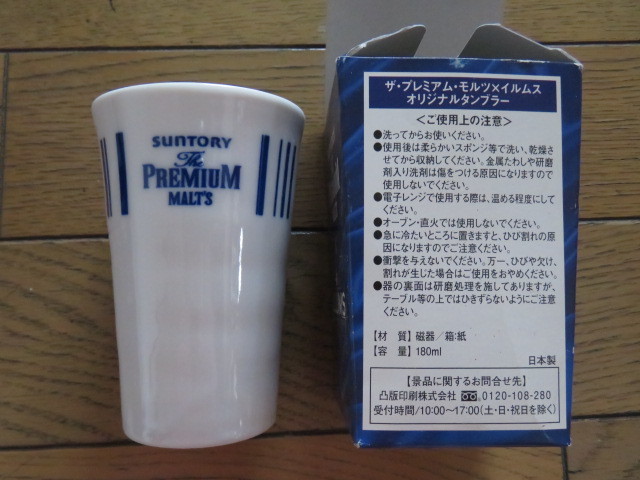 SUNTORY
The
PREMIUM
MALT'S
ザ・プレミアム・モルツ×イルムス
オリジナルタンブラー
<ご使用上の注意>
●洗ってからお使いください。
●使用後は柔らかいスポンジ等で洗い、乾燥
させてから収納してください。金属たわしや研磨
剤入り洗剤は傷をつける原因になりますので
使用しないでください。
●電子レンジで使用する際は、温める程度にして
ください。
●オーブン・直火では使用しないでください。
●急に冷たいところに置きますと、ひび割れの原
因になりますのでご注意ください。
●衝撃を与えないでください。万一、ひびや欠け、
割れが生じた場合はご使用をおやめください。
●器の裏面は研磨処理を施してありますが、
テーブル等の上ではひきずらないようにご注意
ください。
【材 質】磁器/箱:紙
【容 量】180ml
日本製
【景品に関するお問合せ先】
凸版印刷株式会社 0120-108-280
受付時間/10:00~17:00(土・日・祝日を除く)